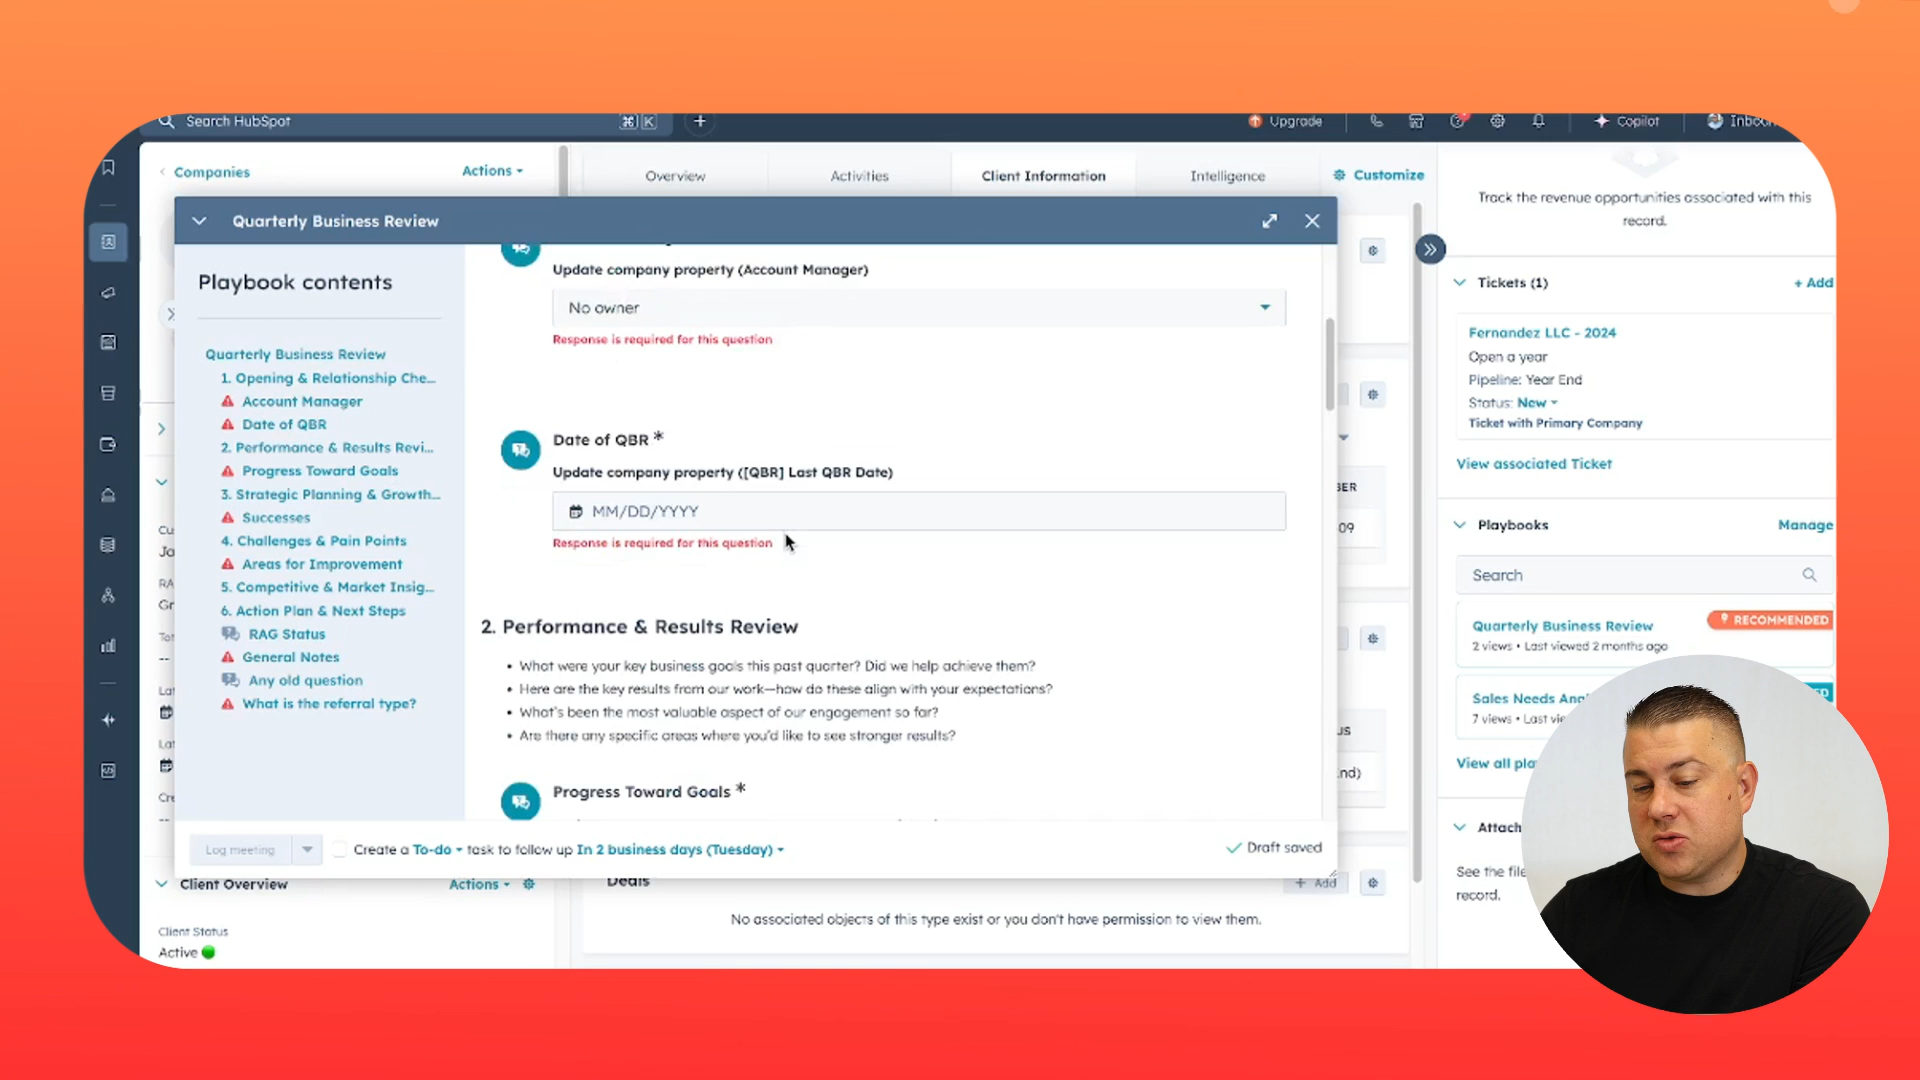 Search HubSpot
⌘ K
+
Upgrade
Copilot
Companies
Actions
Overview
Activities
Client Information
Intelligence
Customize
Quarterly Business Review
Playbook contents
Quarterly Business Review
1. Opening & Relationship Che...
Account Manager
Date of QBR
2. Performance & Results Revi...
Progress Toward Goals
3. Strategic Planning & Growth...
Successes
4. Challenges & Pain Points
Areas for Improvement
5. Competitive & Market Insig...
6. Action Plan & Next Steps
RAG Status
General Notes
Any old question
What is the referral type?
Update company property (Account Manager)
No owner
Response is required for this question
Date of QBR *
Update company property ([QBR] Last QBR Date)
MM/DD/YYYY
Response is required for this question
2. Performance & Results Review
• What were your key business goals this past quarter? Did we help achieve them?
• Here are the key results from our work—how do these align with your expectations?
• What's been the most valuable aspect of our engagement so far?
• Are there any specific areas where you'd like to see stronger results?
Progress Toward Goals *
Log meeting
Create a To-do task to follow up In 2 business days (Tuesday)
Draft saved
Client Overview
Actions
Client Status
Active
Deals
+ Add
No associated objects of this type exist or you don't have permission to view them.
Track the revenue opportunities associated with this
record.
Tickets (1)
+ Add
Fernandez LLC - 2024
Open a year
Pipeline: Year End
Status: New
Ticket with Primary Company
View associated Ticket
Playbooks
Manage
Search
Quarterly Business Review
RECOMMENDED
2 views • Last viewed 2 months ago
Sales Needs
7 views • Last
View all
See the file
record.